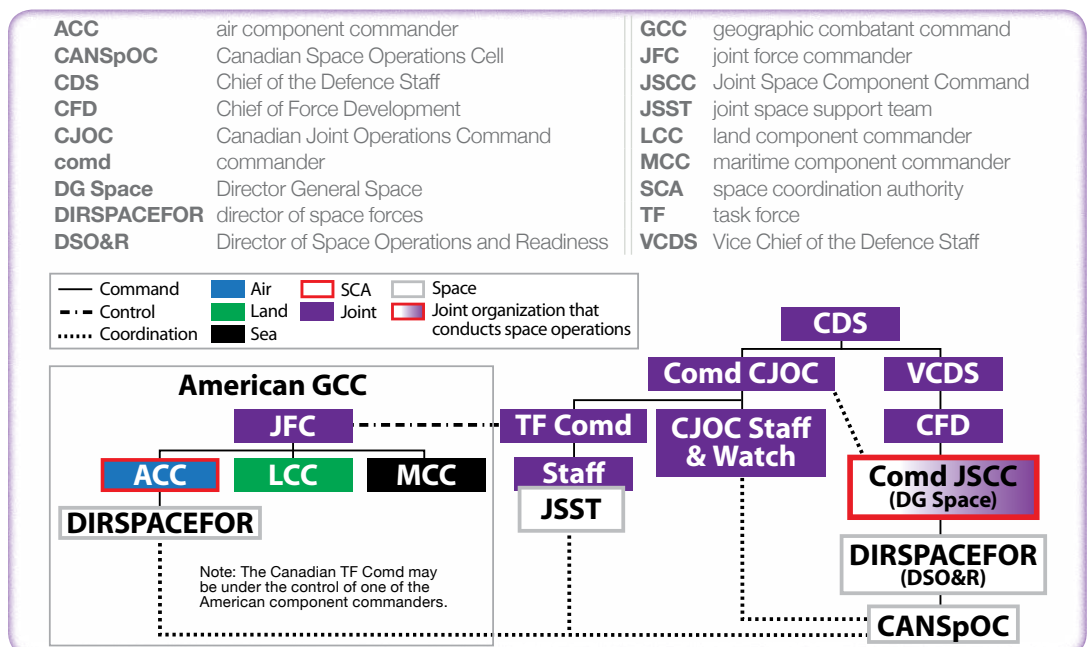 ACC air component commander
CANSpOC Canadian Space Operations Cell
CDS Chief of the Defence Staff
CFD Chief of Force Development
CJOC Canadian Joint Operations Command
comd commander
DG Space Director General Space
DIRSPACEFOR director of space forces
DSO&R Director of Space Operations and Readiness
GCC geographic combatant command
JFC joint force commander
JSCC Joint Space Component Command
JSST joint space support team
LCC land component commander
MCC maritime component commander
SCA space coordination authority
TF task force
VCDS Vice Chief of the Defence Staff
Command
Control
Coordination
Air
Land
Sea
SCA
Joint
Space
Joint organization that
conducts space operations
CDS
Comd CJOC
VCDS
American GCC
JFC
TF Comd
CJOC Staff
& Watch
CFD
ACC
LCC
MCC
Staff
JSST
Comd JSCC
(DG Space)
DIRSPACEFOR
DIRSPACEFOR
(DSO&R)
Note: The Canadian TF Comd may
be under the control of one of the
American component commanders.
CANSpOC